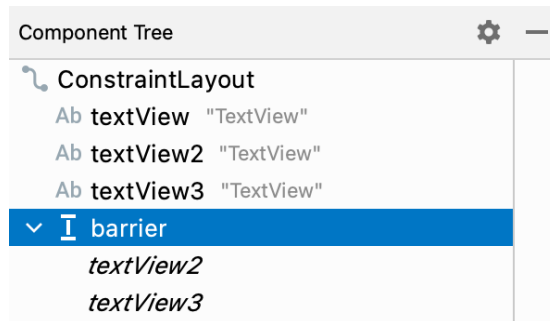 Component Tree
ConstraintLayout
Ab textView "TextView"
Ab textView2 "TextView"
Ab textView3 "TextView"
barrier
textView2
textView3